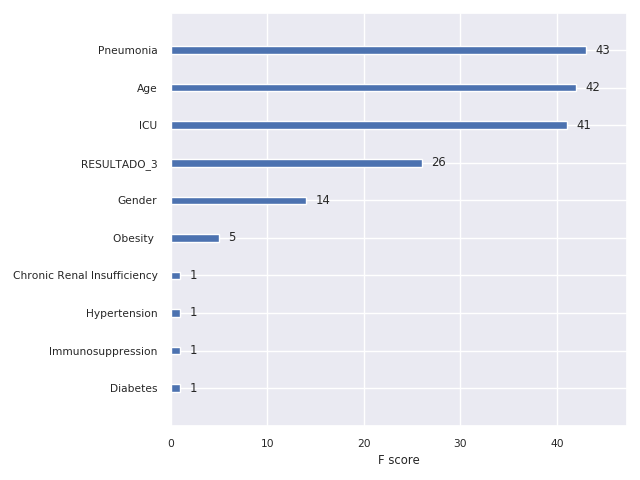 Pneumonia 43
Age 42
ICU 41
RESULTADO_3 26
Gender 14
Obesity 5
Chronic Renal Insufficiency 1
Hypertension 1
Immunosuppression 1
Diabetes 1
0 10 20 30 40
F score